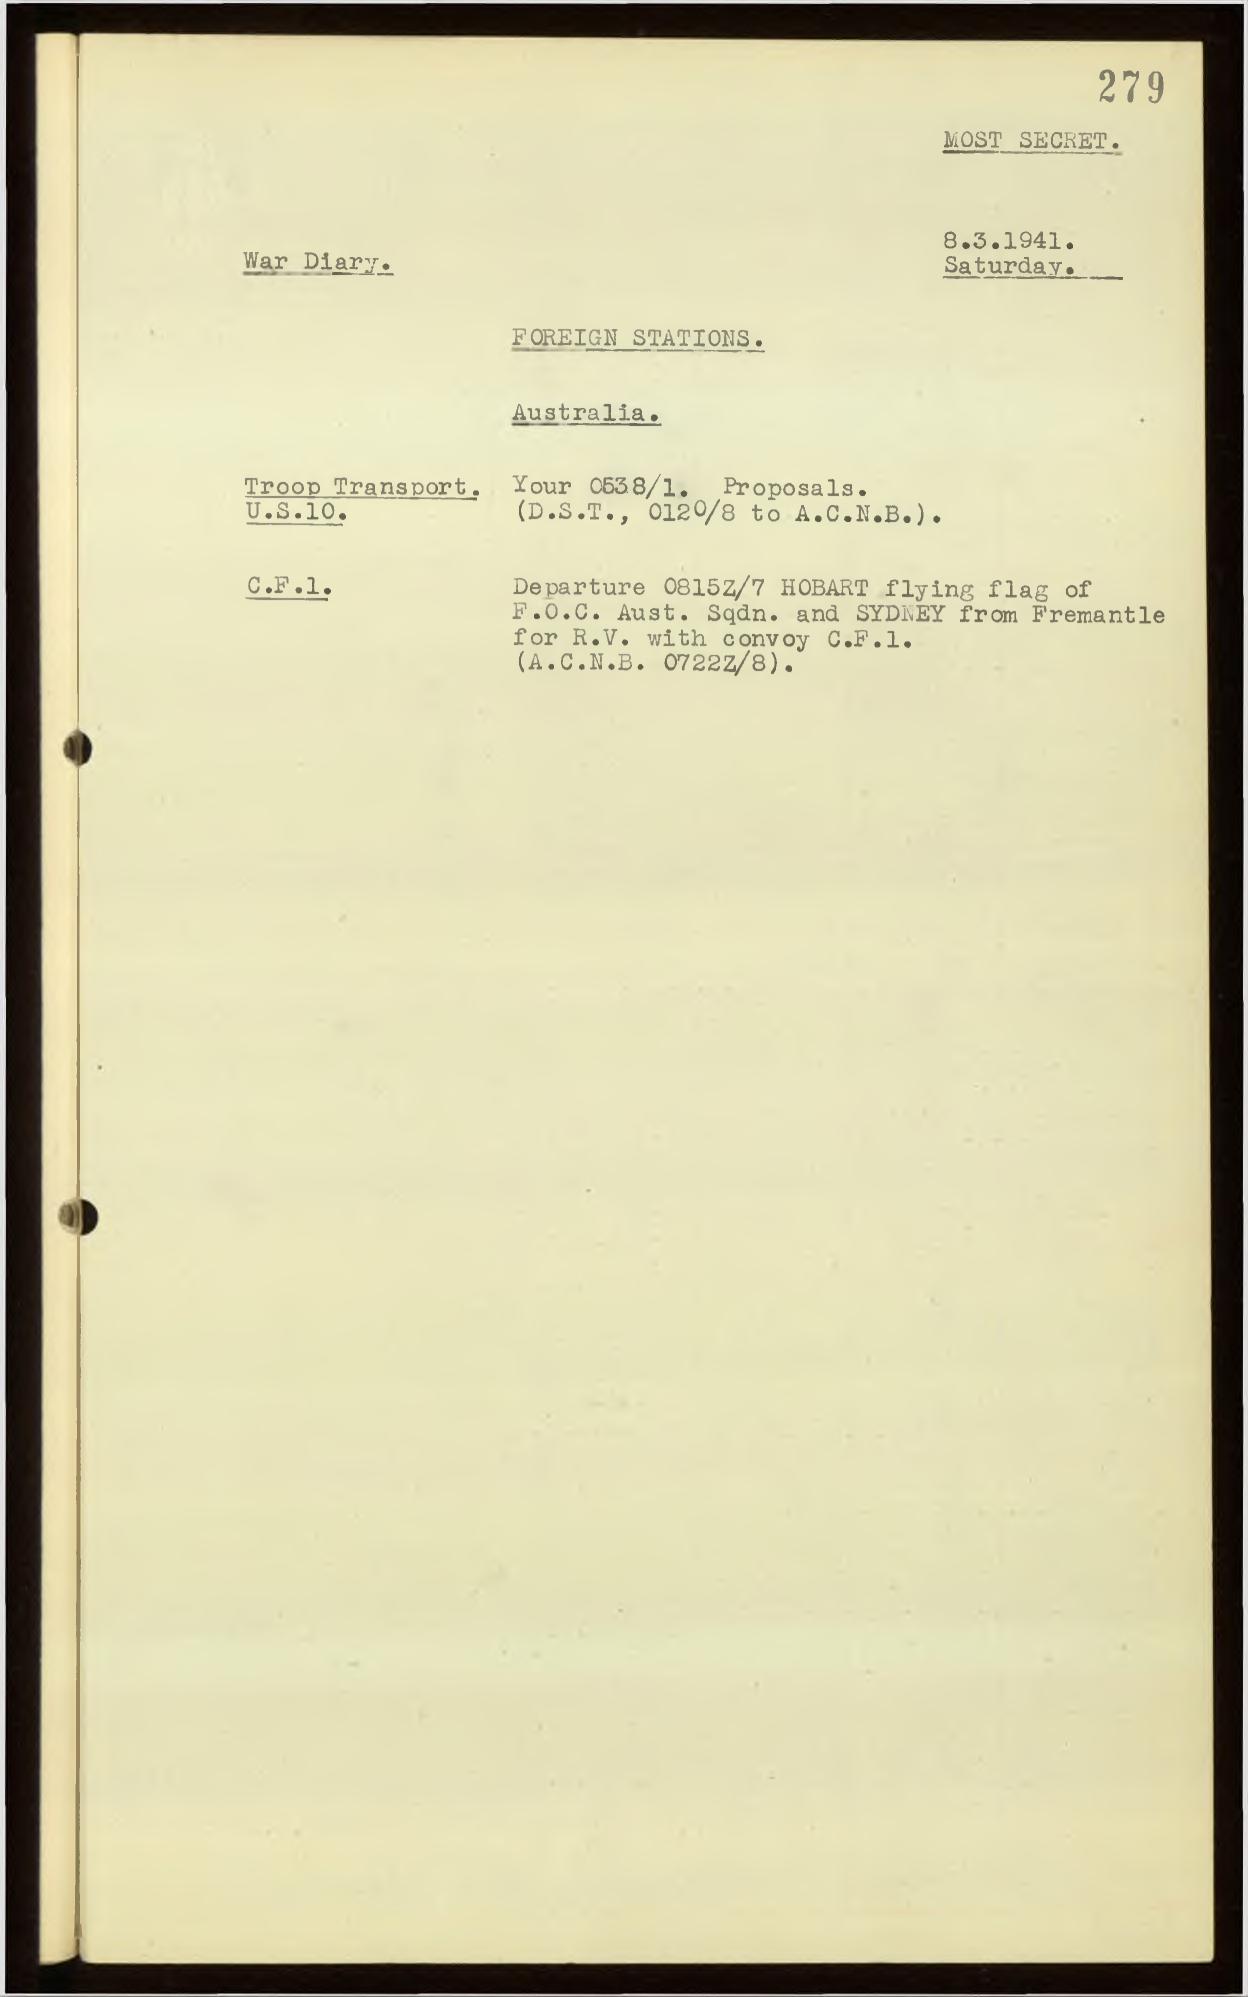 279
MOST SECRET.
8.3.1941.
War Diary.
Saturday.
FOREIGN STATIONS.
Australia.
Troop Transport. Your 0538/1. Proposals.
U.S.10. (D.S.T., 0120/8 to A.C.N.B.).
C.F.1. Departure 0815Z/7 HOBART flying flag of
F.O.C. Aust. Sqdn. and SYDNEY from Fremantle
for R.V. with convoy C.F.1.
(A.C.N.B. 0722Z/8).